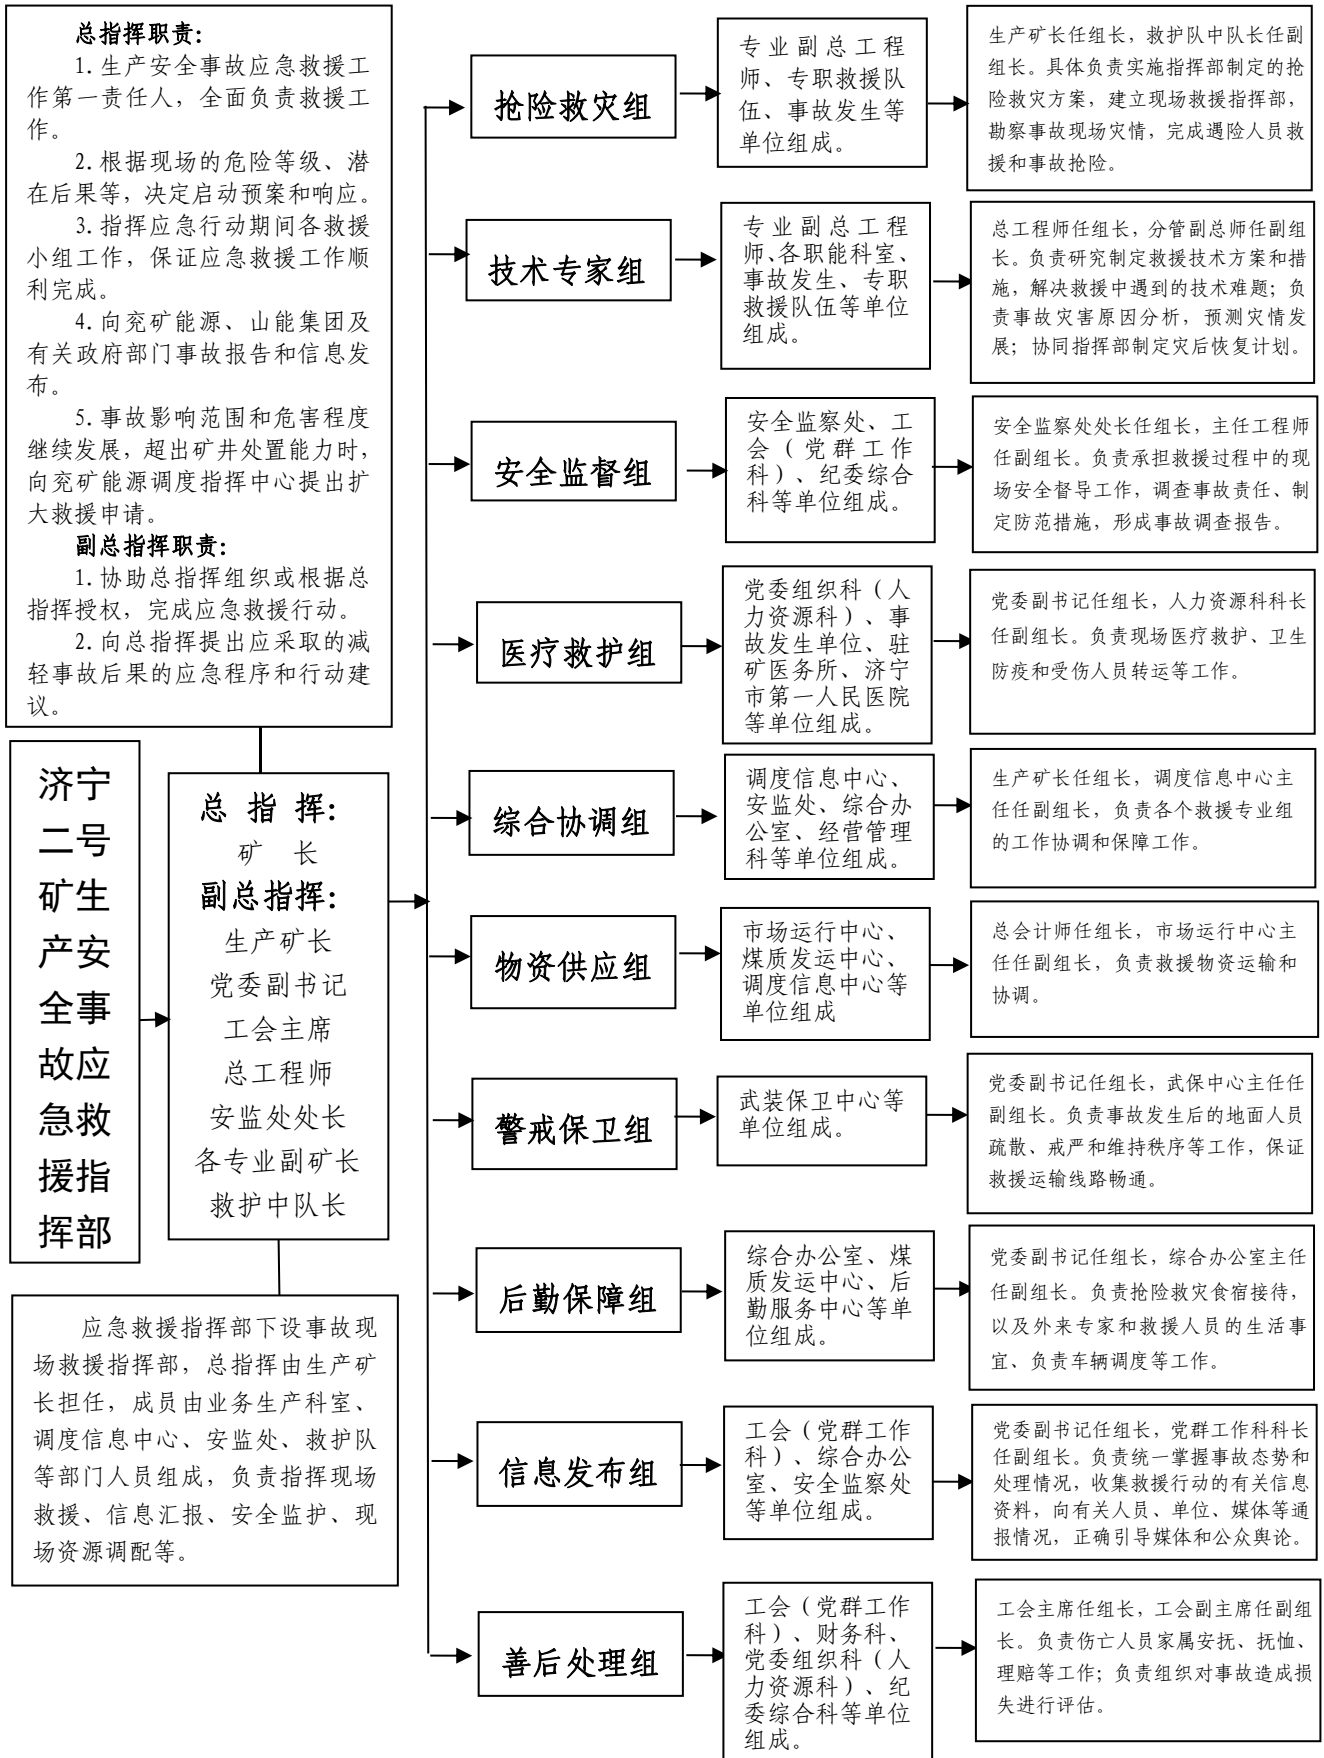 总指挥职责：
1.生产安全事故应急救援工
作第一责任人，全面负责救援工
作。
2.根据现场的危险等级、潜
在后果等，决定启动预案和响应。
3.指挥应急行动期间各救援
小组工作，保证应急救援工作顺
利完成。
4.向兖矿能源、山能集团及
有关政府部门事故报告和信息发
布。
5.事故影响范围和危害程度
继续发展，超出矿井处置能力时，
向兖矿能源调度指挥中心提出扩
大救援申请。
副总指挥职责：
1.协助总指挥组织或根据总
指挥授权，完成应急救援行动。
2.向总指挥提出应采取的减
轻事故后果的应急程序和行动建
议。
济宁
二号
矿生
产安
全事
故应
急救
援指
挥部
总 指 挥：
矿 长
副总指挥：
生产矿长
党委副书记
工会主席
总工程师
安监处处长
各专业副矿长
救护中队长
应急救援指挥部下设事故现
场救援指挥部，总指挥由生产矿
长担任，成员由业务生产科室、
调度信息中心、安监处、救护队
等部门人员组成，负责指挥现场
救援、信息汇报、安全监护、现
场资源调配等。
抢险救灾组
专业副总工程
师、专职救援队
伍、事故发生等
单位组成。
生产矿长任组长，救护队中队长任副
组长。具体负责实施指挥部制定的抢
险救灾方案，建立现场救援指挥部，
勘察事故现场灾情，完成遇险人员救
援和事故抢险。
技术专家组
专业副总工程
师、各职能科室、
事故发生、专职
救援队伍等单位
组成。
总工程师任组长，分管副总师任副组
长。负责研究制定救援技术方案和措
施，解决救援中遇到的技术难题；负
责事故灾害原因分析，预测灾情发
展；协同指挥部制定灾后恢复计划。
安全监督组
安全监察处、工
会（党群工作
科）、纪委综合
科等单位组成。
安全监察处处长任组长，主任工程师
任副组长。负责承担救援过程中的现
场安全督导工作，调查事故责任、制
定防范措施，形成事故调查报告。
医疗救护组
党委组织科（人
力资源科）、事
故发生单位、驻
矿医务所、济宁
市第一人民医院
等单位组成。
党委副书记任组长，人力资源科科长
任副组长。负责现场医疗救护、卫生
防疫和受伤人员转运等工作。
综合协调组
调度信息中心、
安监处、综合办
公室、经营管理
科等单位组成。
生产矿长任组长，调度信息中心主
任任副组长，负责各个救援专业组
的工作协调和保障工作。
物资供应组
市场运行中心、
煤质发运中心、
调度信息中心等
单位组成
总会计师任组长，市场运行中心主
任任副组长，负责救援物资运输和
协调。
警戒保卫组
武装保卫中心等
单位组成。
党委副书记任组长，武保中心主任任
副组长。负责事故发生后的地面人员
疏散、戒严和维持秩序等工作，保证
救援运输线路畅通。
后勤保障组
综合办公室、煤
质发运中心、后
勤服务中心等单
位组成。
党委副书记任组长，综合办公室主任
任副组长。负责抢险救灾食宿接待，
以及外来专家和救援人员的生活事
宜、负责车辆调度等工作。
信息发布组
工会（党群工作
科）、综合办公
室、安全监察处
等单位组成。
党委副书记任组长，党群工作科科长
任副组长。负责统一掌握事故态势和
处理情况，收集救援行动的有关信息
资料，向有关人员、单位、媒体等通
报情况，正确引导媒体和公众舆论。
善后处理组
工会（党群工作
科）、财务科、
党委组织科（人
力资源科）、纪
委综合科等单位
组成。
工会主席任组长，工会副主席任副组
长。负责伤亡人员家属安抚、抚恤、
理赔等工作；负责组织对事故造成损
失进行评估。